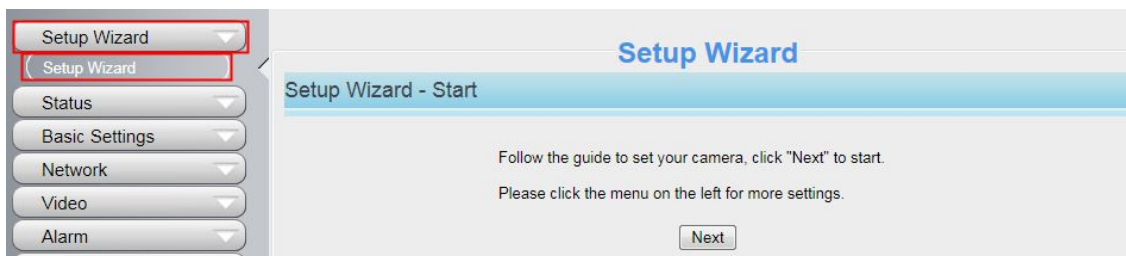 Setup Wizard
Setup Wizard
Status
Basic Settings
Network
Video
Alarm
Setup Wizard
Setup Wizard - Start
Follow the guide to set your camera, click "Next" to start.
Please click the menu on the left for more settings.
Next